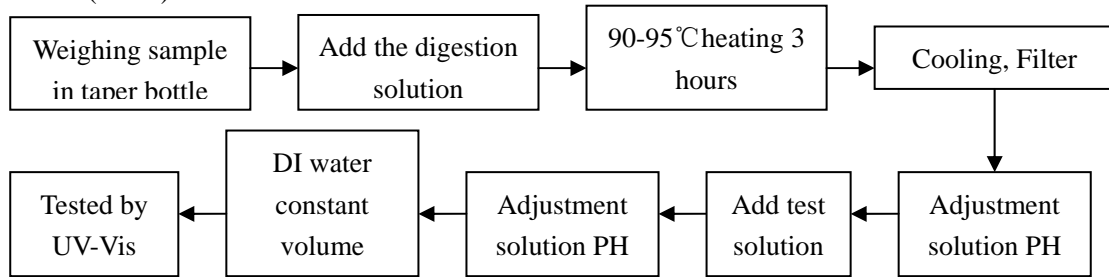 Weighing sample
in taper bottle
Add the digestion
solution
90-95℃heating 3
hours
Cooling, Filter
Adjustment
solution PH
Add test
solution
Adjustment
solution PH
DI water
constant
volume
Tested by
UV-Vis